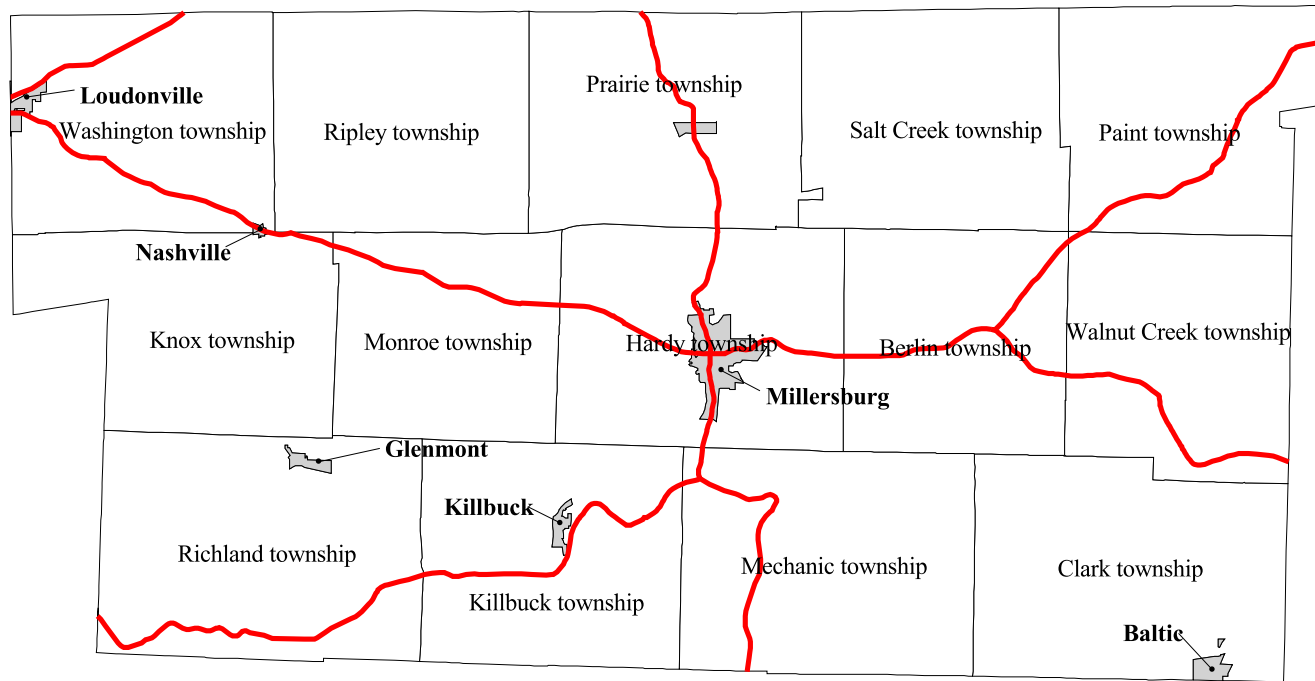 Prairie township
Loudonville
Washington township
Ripley township
Salt Creek township
Paint township
Nashville
Knox township
Monroe township
Hardy township
Berlin township
Walnut Creek township
Millersburg
Glenmont
Killbuck
Richland township
Killbuck township
Mechanic township
Clark township
Baltic